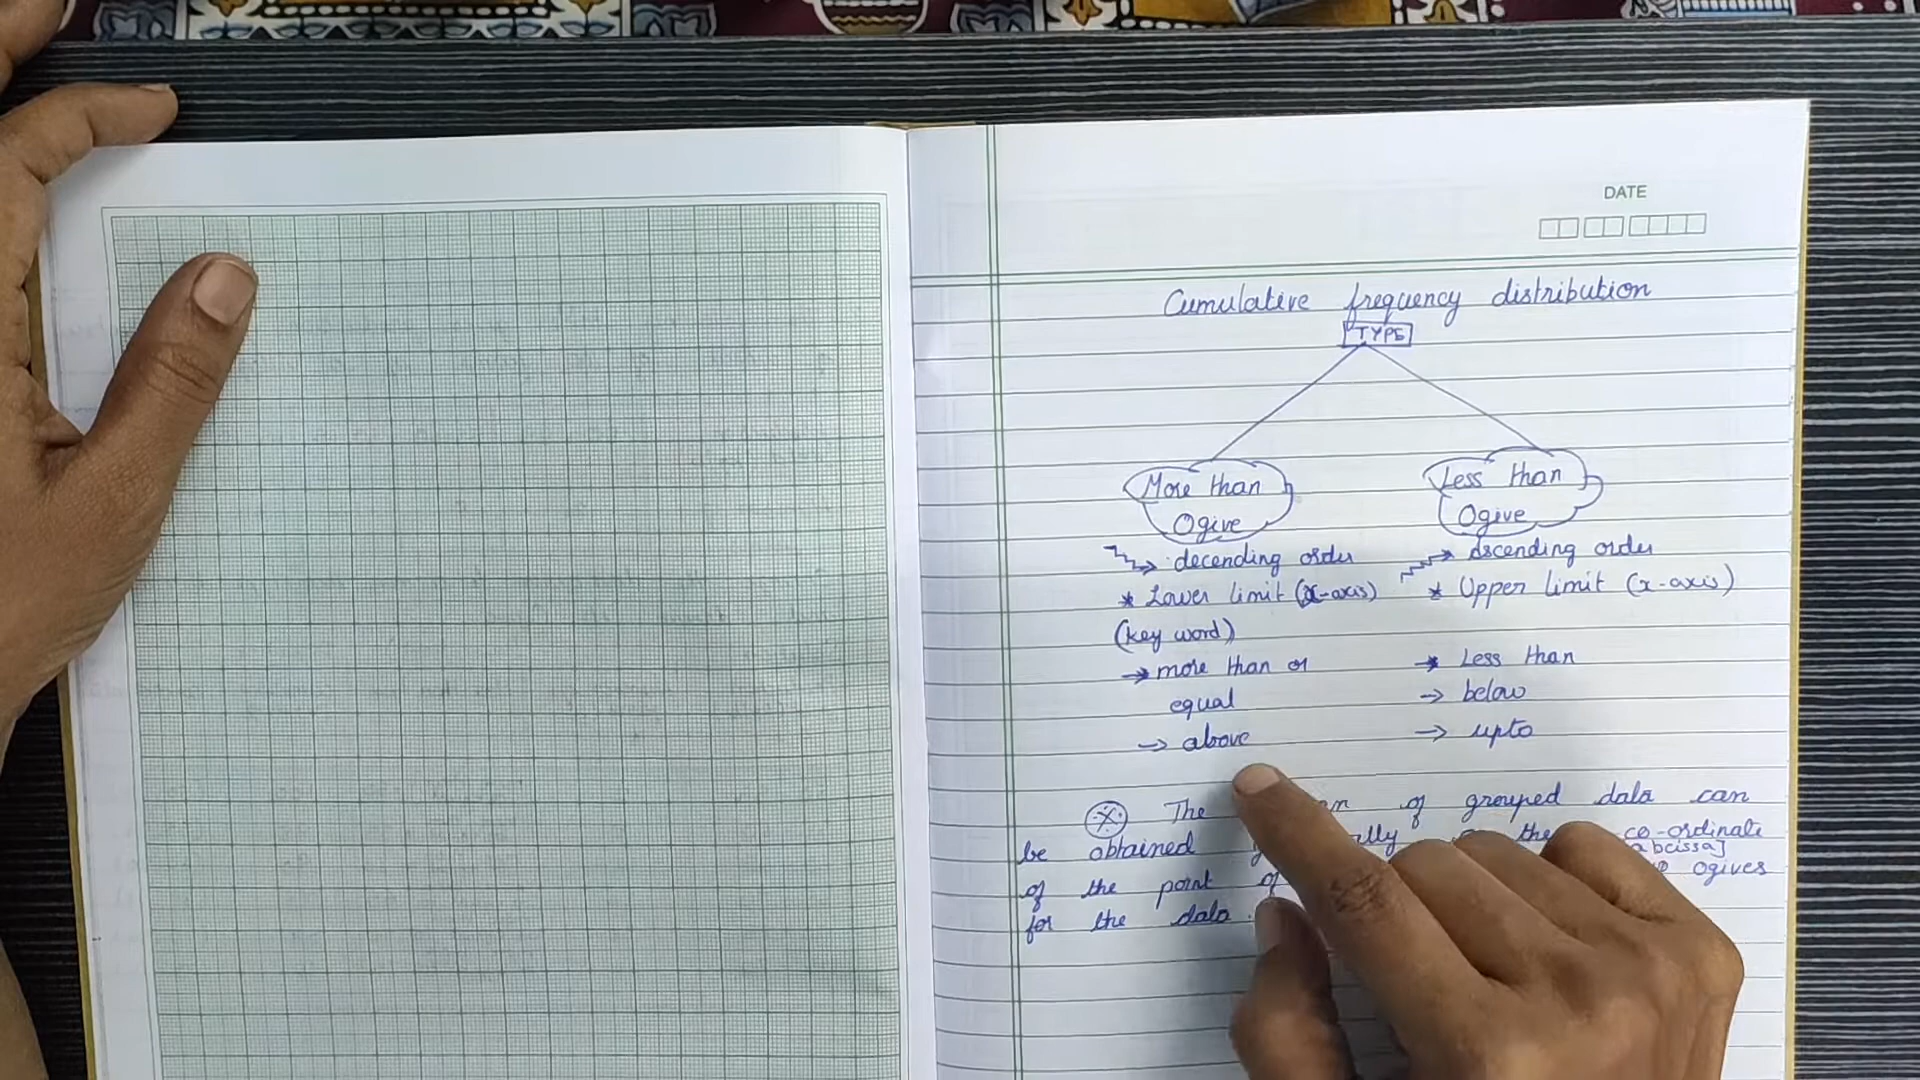 DATE
Cumulative frequency distribution
TYPE
More than
Ogive
decending order
* Lower limit (x-axis)
(key word)
→ more than or
equal
→ above
Less than
Ogive
ascending order
* Upper limit (x-axis)
→ Less than
→ below
→ upto
The of grouped data can
be obtained the co-ordinate
abcissa]
of the point of ogives
for the data.